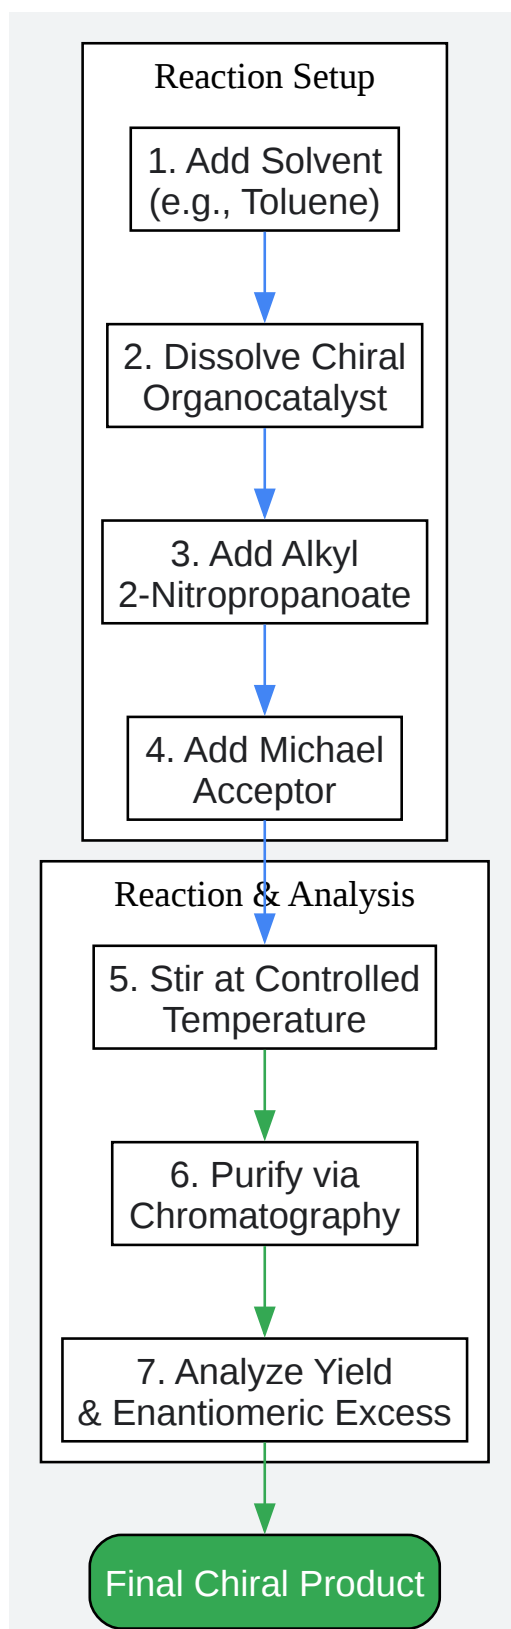 Reaction Setup
1. Add Solvent
(e.g., Toluene)
2. Dissolve Chiral
Organocatalyst
3. Add Alkyl
2-Nitropropanoate
4. Add Michael
Acceptor
Reaction & Analysis
5. Stir at Controlled
Temperature
6. Purify via
Chromatography
7. Analyze Yield
& Enantiomeric Excess
Final Chiral Product